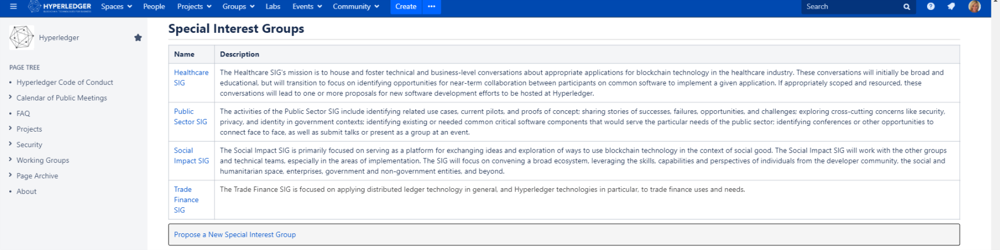 HYPERLEDGER
BLOCKCHAIN TECHNOLOGIES FOR BUSINESS
Spaces People Projects Groups Labs Events Community Create ••• Search
Hyperledger
PAGE TREE
• Hyperledger Code of Conduct
Calendar of Public Meetings
• FAQ
Projects
Security
Working Groups
Page Archive
• About
Special Interest Groups
Name Description
Healthcare
SIG
The Healthcare SIG's mission is to house and foster technical and business-level conversations about appropriate applications for blockchain technology in the healthcare industry. These conversations will initially be broad and
educational, but will transition to focus on identifying opportunities for near-term collaboration between participants on common software to implement a given application. If appropriately scoped and resourced, these
conversations will lead to one or more proposals for new software development efforts to be hosted at Hyperledger.
Public
Sector SIG
The activities of the Public Sector SIG include identifying related use cases, current pilots, and proofs of concept; sharing stories of successes, failures, opportunities, and challenges; exploring cross-cutting concerns like security,
privacy, and identity in government contexts; identifying existing or needed common critical software components that would serve the particular needs of the public sector; identifying conferences or other opportunities to
connect face to face, as well as submit talks or present as a group at an event.
Social
Impact SIG
The Social Impact SIG is primarily focused on serving as a platform for exchanging ideas and exploration of ways to use blockchain technology in the context of social good. The Social Impact SIG will work with the other groups
and technical teams, especially in the areas of implementation. The SIG will focus on convening a broad ecosystem, leveraging the skills, capabilities and perspectives of individuals from the developer community, the social and
humanitarian space, enterprises, government and non-government entities, and beyond.
Trade
Finance
SIG
The Trade Finance SIG is focused on applying distributed ledger technology in general, and Hyperledger technologies in particular, to trade finance uses and needs.
Propose a New Special Interest Group